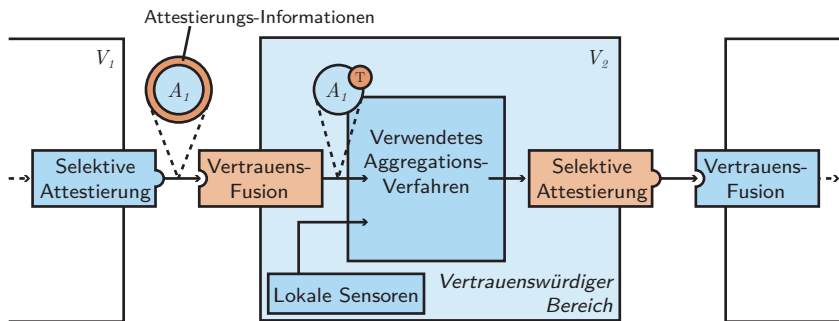 Attestierungs-Informationen
V1
A1
A1
T
V2
Selektive
Attestierung
Vertrauens-
Fusion
Verwendetes
Aggregations-
Verfahren
Selektive
Attestierung
Vertrauens-
Fusion
Lokale Sensoren
Vertrauenswürdiger
Bereich